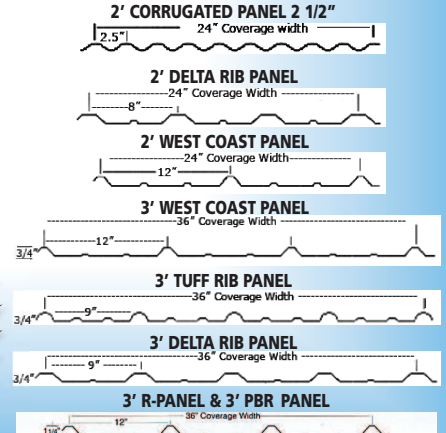 2’ CORRUGATED PANEL 2 1/2”
24” Coverage width
2.5”
2’ DELTA RIB PANEL
24” Coverage Width
8”
2’ WEST COAST PANEL
24” Coverage Width
12”
3’ WEST COAST PANEL
36” Coverage Width
12”
3/4
3’ TUFF RIB PANEL
36” Coverage Width
9”
3/4”
3’ DELTA RIB PANEL
36” Coverage Width
9”
3/4”
3’ R-PANEL & 3’ PBR PANEL
36” Coverage Width
12”
1 1/4”